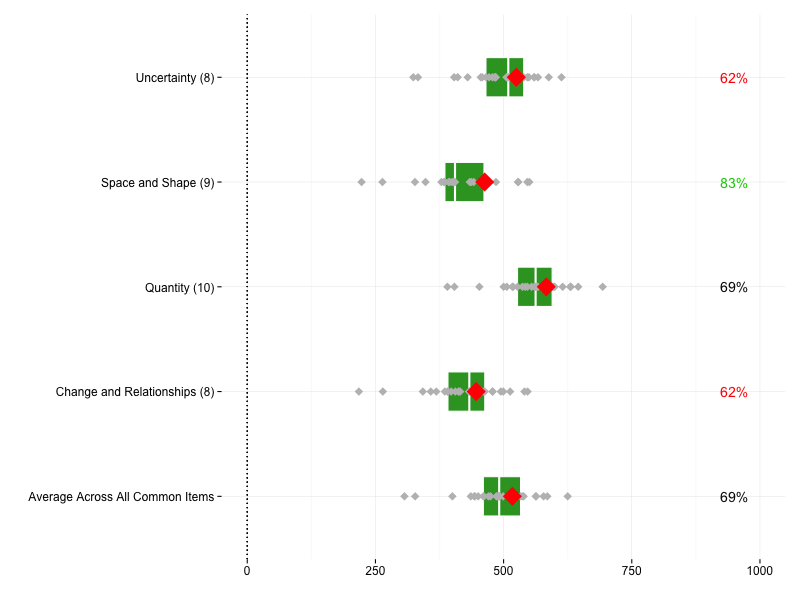 Uncertainty (8) 62%
Space and Shape (9) 83%
Quantity (10) 69%
Change and Relationships (8) 62%
Average Across All Common Items 69%
0 250 500 750 1000